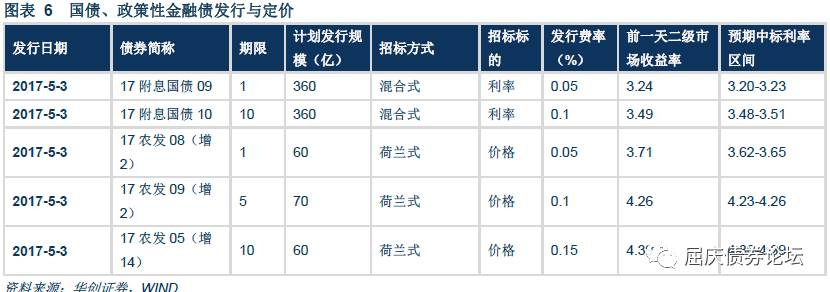 图表 6 国债、政策性金融债发行与定价
发行日期 债券简称 期限 计划发行规模（亿） 招标方式 招标标的 发行费率（%） 前一天二级市场收益率 预期中标利率区间
2017-5-3 17 附息国债 09 1 360 混合式 利率 0.05 3.24 3.20-3.23
2017-5-3 17 附息国债 10 10 360 混合式 利率 0.1 3.49 3.48-3.51
2017-5-3 17 农发 08（增2） 1 60 荷兰式 价格 0.05 3.71 3.62-3.65
2017-5-3 17 农发 09（增2） 5 70 荷兰式 价格 0.1 4.26 4.23-4.26
2017-5-3 17 农发 05（增14） 10 60 荷兰式 价格 0.15
屈庆债券论坛
资料来源：华创证券，WIND